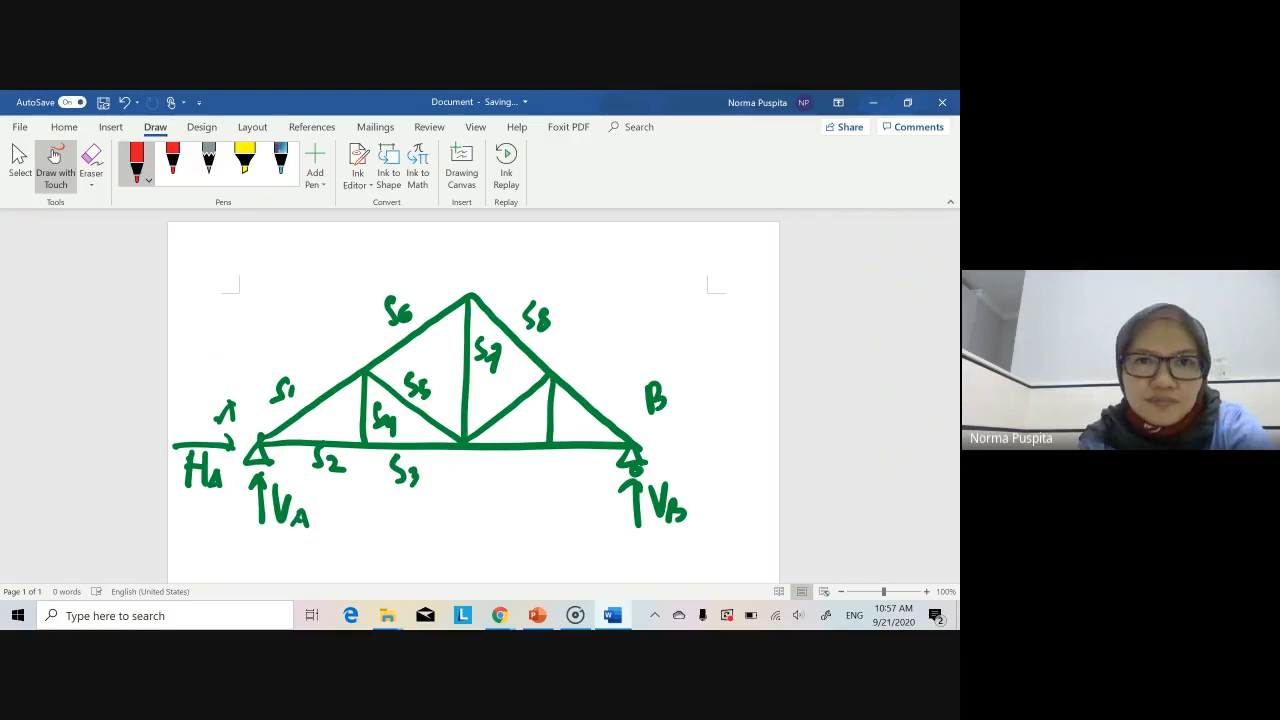 AutoSave On
Document - Saving...
Norma Puspita NP
File Home Insert Draw Design Layout References Mailings Review View Help Foxit PDF Search
Share Comments
Select
Draw with Touch
Eraser
Add Pen
Ink Editor
Ink to Shape
Ink to Math
Drawing Canvas
Ink Replay
Tools Pens Convert Insert Replay
S6 S8
S7
S1 S5
S4
B
S2 S3
HA
VA VB
Norma Puspita
Page 1 of 1 0 words English (United States) 100%
Type here to search
ENG
10:57 AM
9/21/2020
2